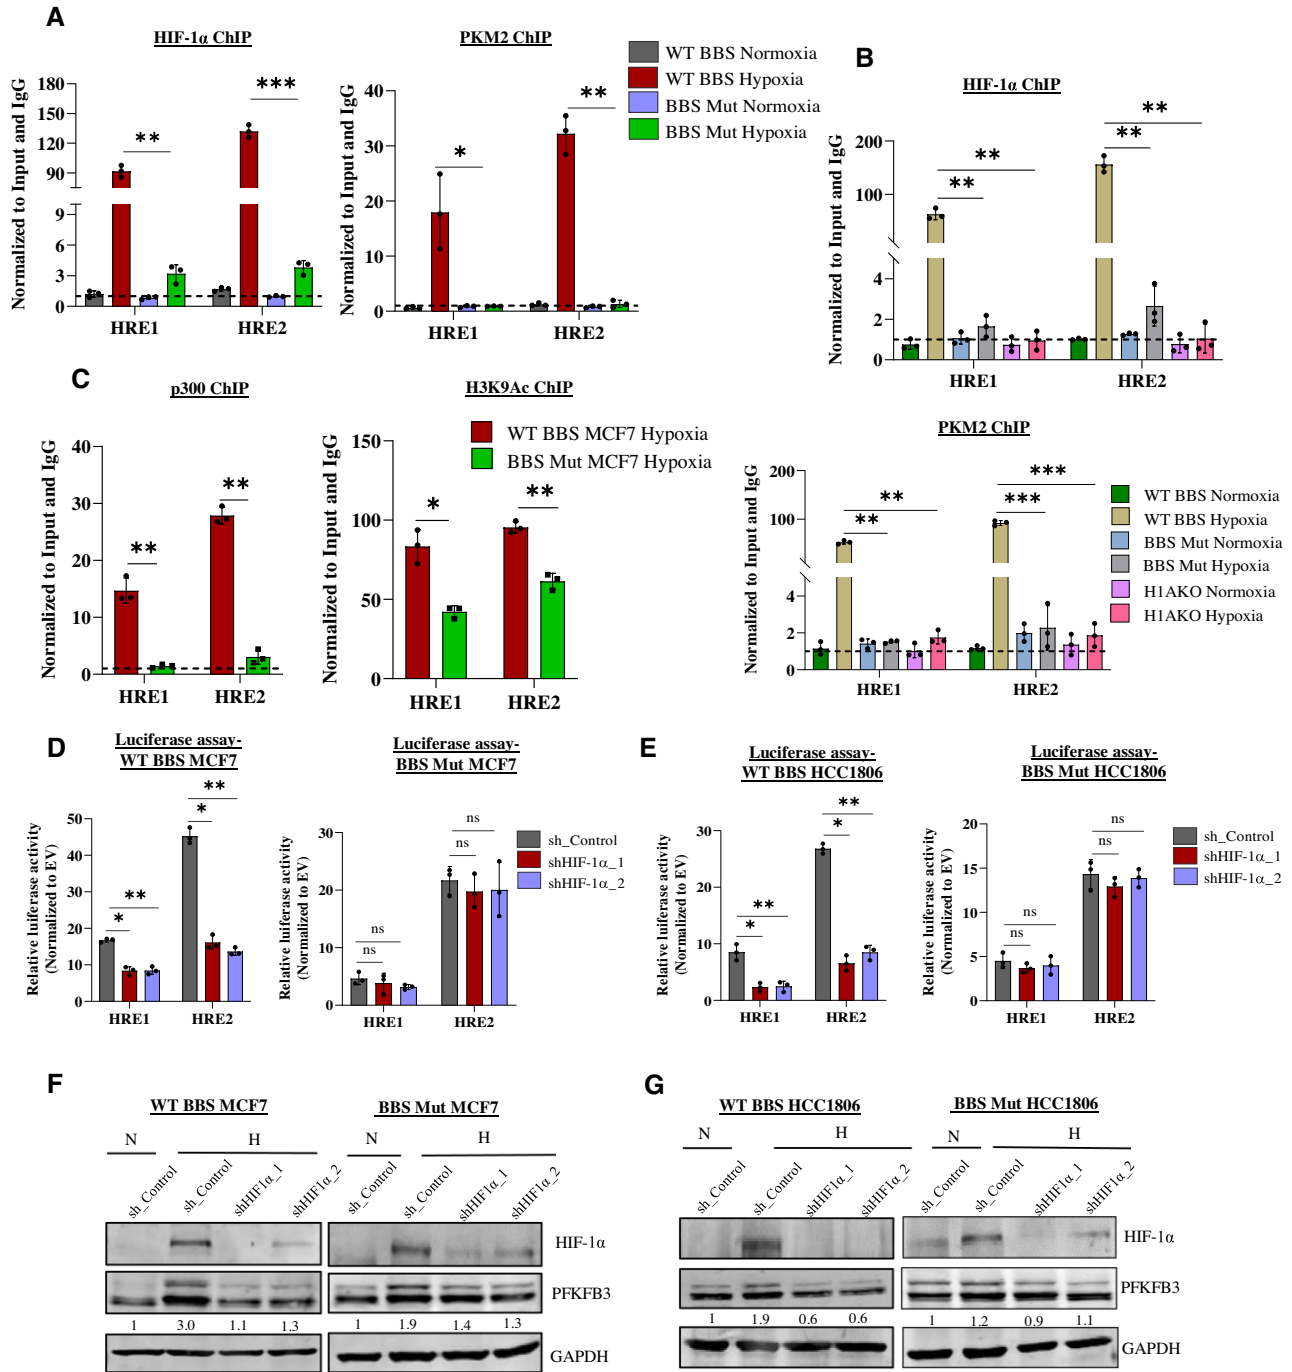 A
HIF-1α ChIP
PKM2 ChIP
WT BBS Normoxia
WT BBS Hypoxia
BBS Mut Normoxia
BBS Mut Hypoxia
Normalized to Input and IgG
180
150
120
90
9
6
3
0
***
**
HRE1 HRE2
Normalized to Input and IgG
40
30
20
10
0
*
**
HRE1 HRE2
B
HIF-1α ChIP
Normalized to Input and IgG
200
100
4
2
0
**
**
**
**
HRE1 HRE2
PKM2 ChIP
Normalized to Input and IgG
200
100
4
2
0
**
**
***
***
HRE1 HRE2
WT BBS Normoxia
WT BBS Hypoxia
BBS Mut Normoxia
BBS Mut Hypoxia
H1AKO Normoxia
H1AKO Hypoxia
C
p300 ChIP
Normalized to Input and IgG
40
30
20
10
0
**
**
HRE1 HRE2
H3K9Ac ChIP
WT BBS MCF7 Hypoxia
BBS Mut MCF7 Hypoxia
Normalized to Input and IgG
150
100
50
0
*
**
HRE1 HRE2
D
Luciferase assay-
WT BBS MCF7
Relative luiferase activity
(Normalized to EV)
50
40
30
20
10
0
**
*
**
*
HRE1 HRE2
Luciferase assay-
BBS Mut MCF7
Relative luciferase activity
(Normalized to EV)
30
20
10
0
ns
ns
ns
ns
HRE1 HRE2
sh_Control
shHIF-1α_1
shHIF-1α_2
E
Luciferase assay-
WT BBS HCC1806
Relative luciferase activity
(Normalized to EV)
30
20
10
0
**
*
**
*
HRE1 HRE2
Luciferase assay-
BBS Mut HCC1806
Relative luciferase activity
(Normalized to EV)
20
15
10
5
0
ns
ns
ns
ns
HRE1 HRE2
sh_Control
shHIF-1α_1
shHIF-1α_2
F
WT BBS MCF7 BBS Mut MCF7
N H N H
sh_Control sh_Control shHIF1α_1 shHIF1α_2 sh_Control sh_Control shHIF1α_1 shHIF1α_2
HIF-1α
PFKFB3
1 3.0 1.1 1.3 1 1.9 1.4 1.3
GAPDH
G
WT BBS HCC1806 BBS Mut HCC1806
N H N H
sh_Control sh_Control shHIF1α_1 shHIF1α_2 sh_Control sh_Control shHIF1α_1 shHIF1α_2
HIF-1α
PFKFB3
1 1.9 0.6 0.6 1 1.2 0.9 1.1
GAPDH